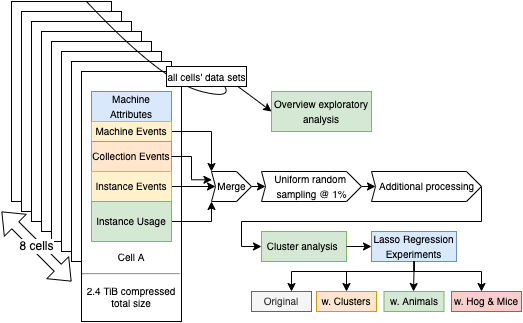 all cells' data sets
Machine
Attributes
Machine Events
Collection Events
Instance Events
Instance Usage
Cell A
2.4 TiB compressed
total size
8 cells
Overview exploratory
analysis
Merge
Uniform random
sampling @ 1%
Additional processing
Cluster analysis
Lasso Regression
Experiments
Original
w. Clusters
w. Animals
w. Hog & Mice